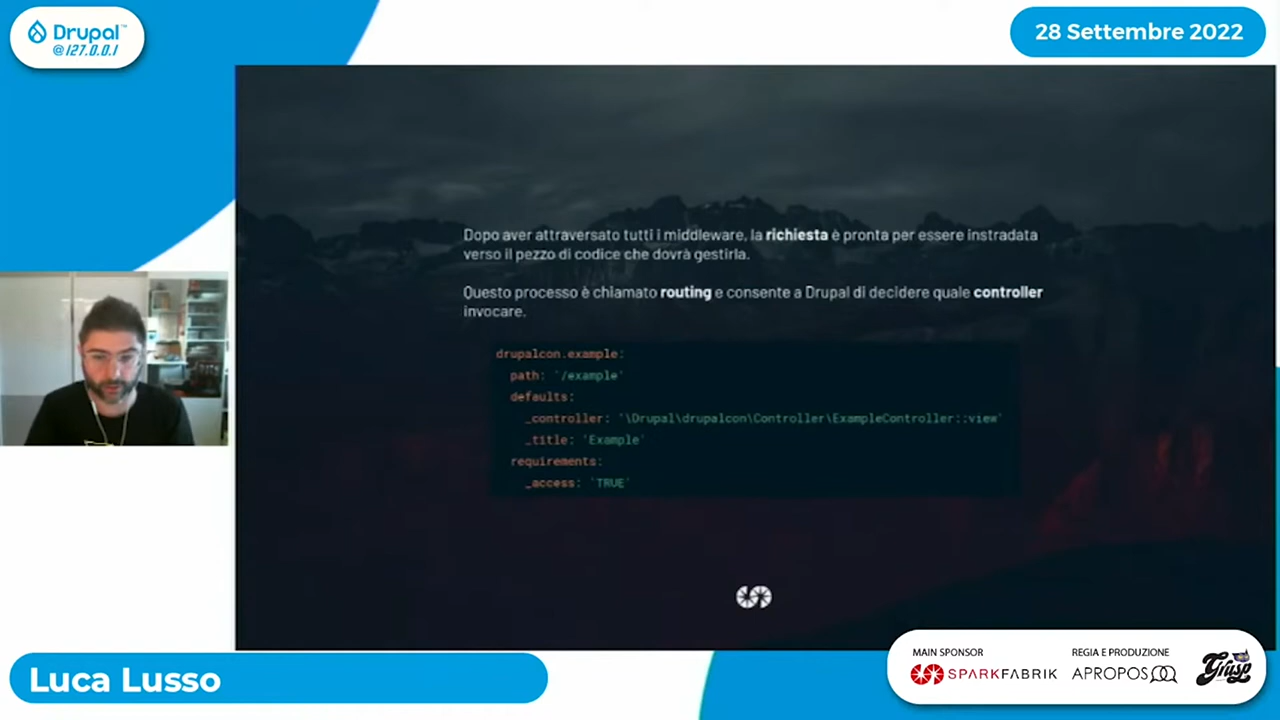 Drupal™
@127.0.0.1
28 Settembre 2022
Dopo aver attraversato tutti i middleware, la richiesta è pronta per essere instradata
verso il pezzo di codice che dovrà gestirla.
Questo processo è chiamato routing e consente a Drupal di decidere quale controller
invocare.
drupalcon.example:
path: '/example'
defaults:
_controller: '\Drupal\drupalcon\Controller\ExampleController::view'
_title: 'Example'
requirements:
_access: 'TRUE'
Luca Lusso
MAIN SPONSOR
SPARKFABRIK
REGIA E PRODUZIONE
APROPOS
Grusp